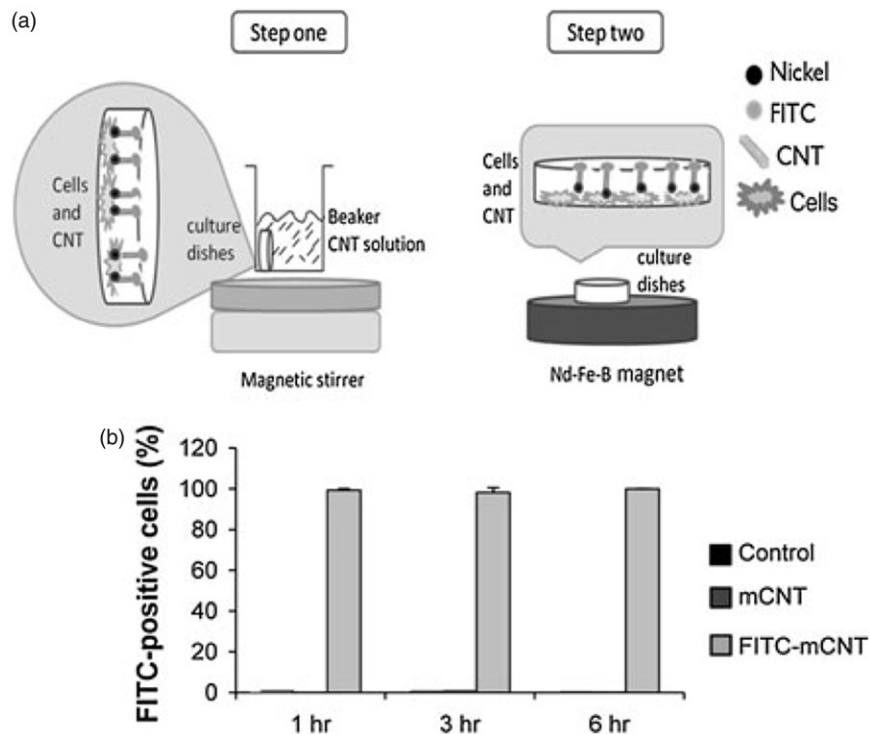 (a)
Step one
Step two
Nickel
FITC
CNT
Cells
Cells
and
CNT
culture
dishes
Beaker
CNT solution
Magnetic stirrer
Cells
and
CNT
culture
dishes
Nd-Fe-B magnet
(b)
FITC-positive cells (%)
120
100
80
60
40
20
0
1 hr
3 hr
6 hr
Control
mCNT
FITC-mCNT